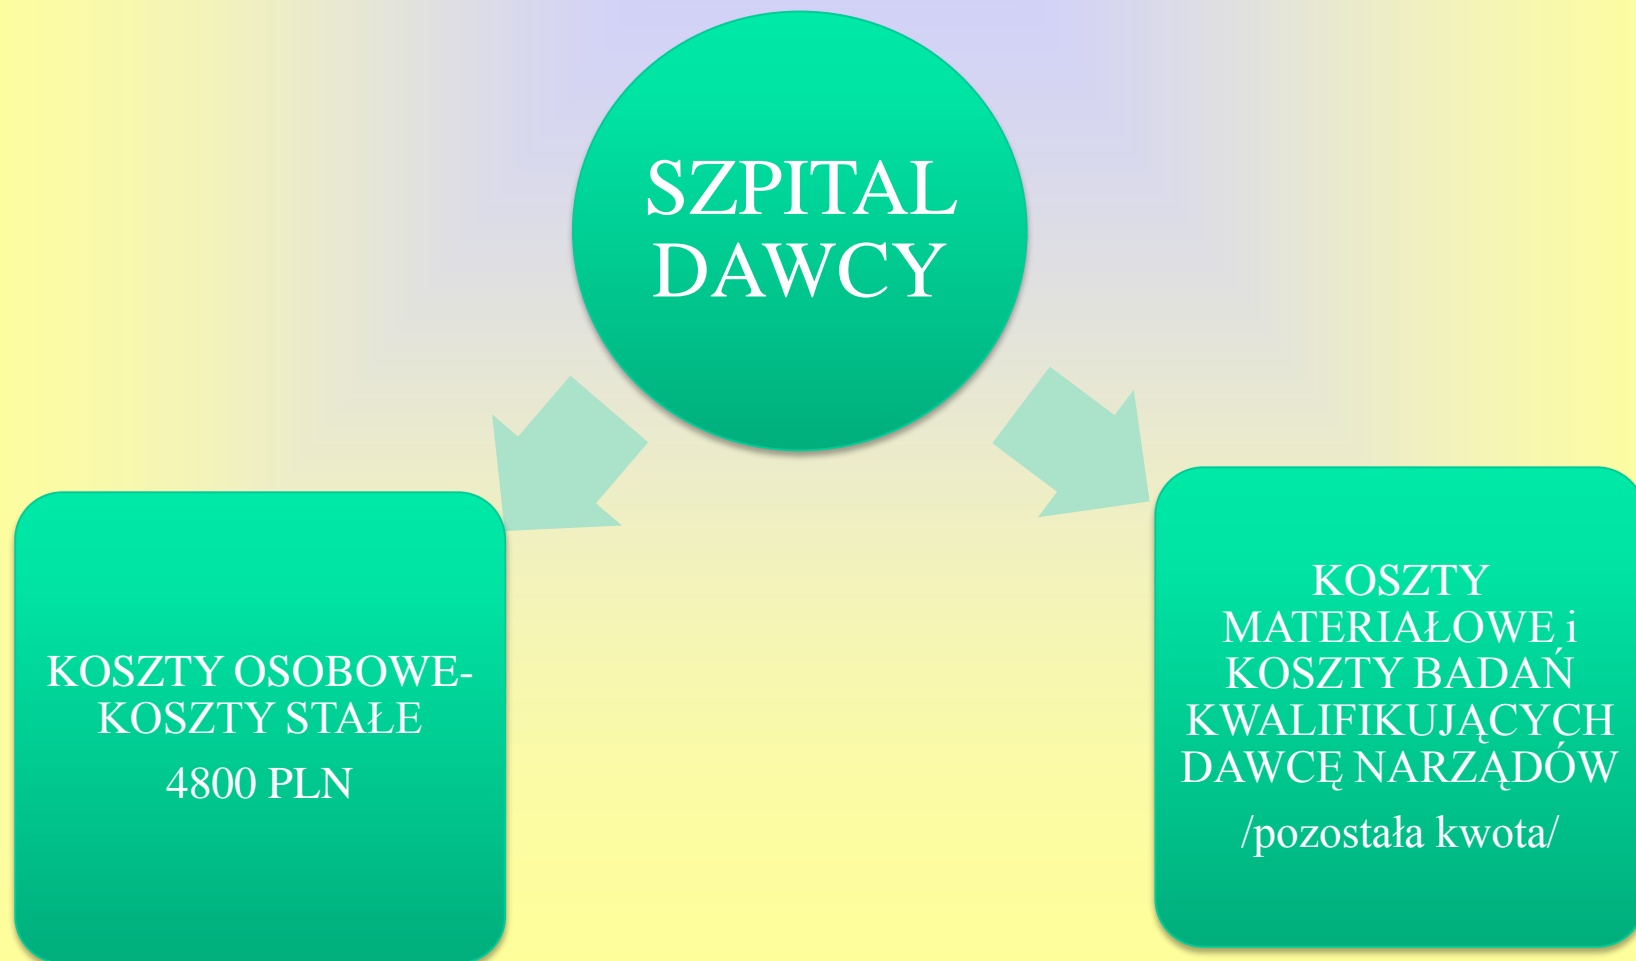 SZPITAL
DAWCY
KOSZTY OSOBOWE-
KOSZTY STAŁE
4800 PLN
KOSZTY
MATERIAŁOWE i
KOSZTY BADAŃ
KWALIFIKUJĄCYCH
DAWCĘ NARZĄDÓW
/pozostała kwota/